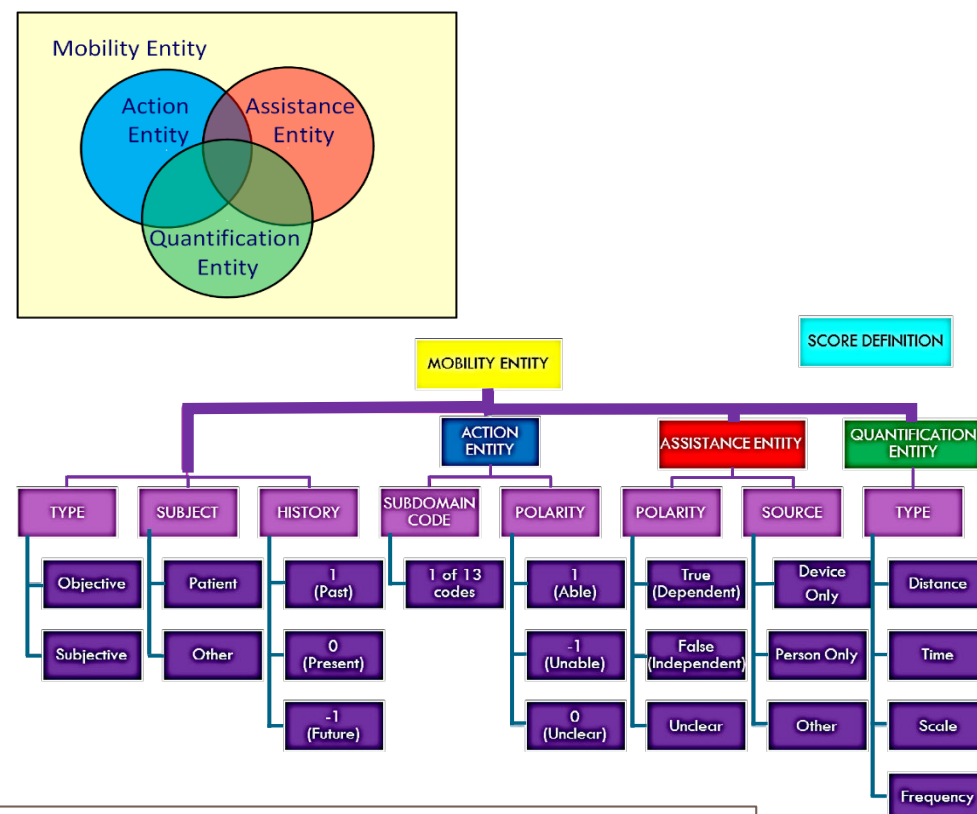 Mobility Entity
Action
Entity
Assistance
Entity
Quantification
Entity
SCORE DEFINITION
MOBILITY ENTITY
ACTION
ENTITY
ASSISTANCE ENTITY
QUANTIFICATION
ENTITY
TYPE
SUBJECT
HISTORY
SUBDOMAIN
CODE
POLARITY
POLARITY
SOURCE
TYPE
Objective
Patient
1
(Past)
1 of 13
codes
1
(Able)
True
(Dependent)
Device
Only
Distance
Subjective
Other
0
(Present)
-1
(Unable)
False
(Independent)
Person Only
Time
-1
(Future)
0
(Unclear)
Unclear
Other
Scale
Frequency